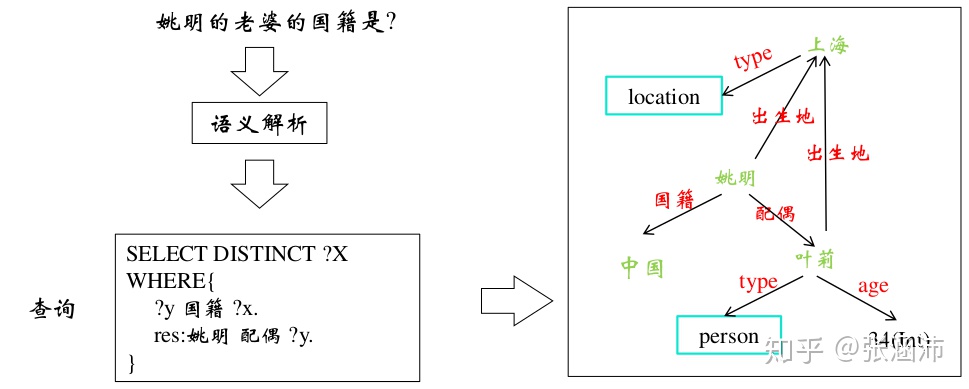 姚明的老婆的国籍是?
语义解析
查询
SELECT DISTINCT ?X
WHERE{
?y 国籍 ?x.
res:姚明 配偶 ?y.
}
上海
type
location
出生地
出生地
姚明
国籍
配偶
中国
叶莉
type
age
person
34(Int)
知乎 @张涵沛